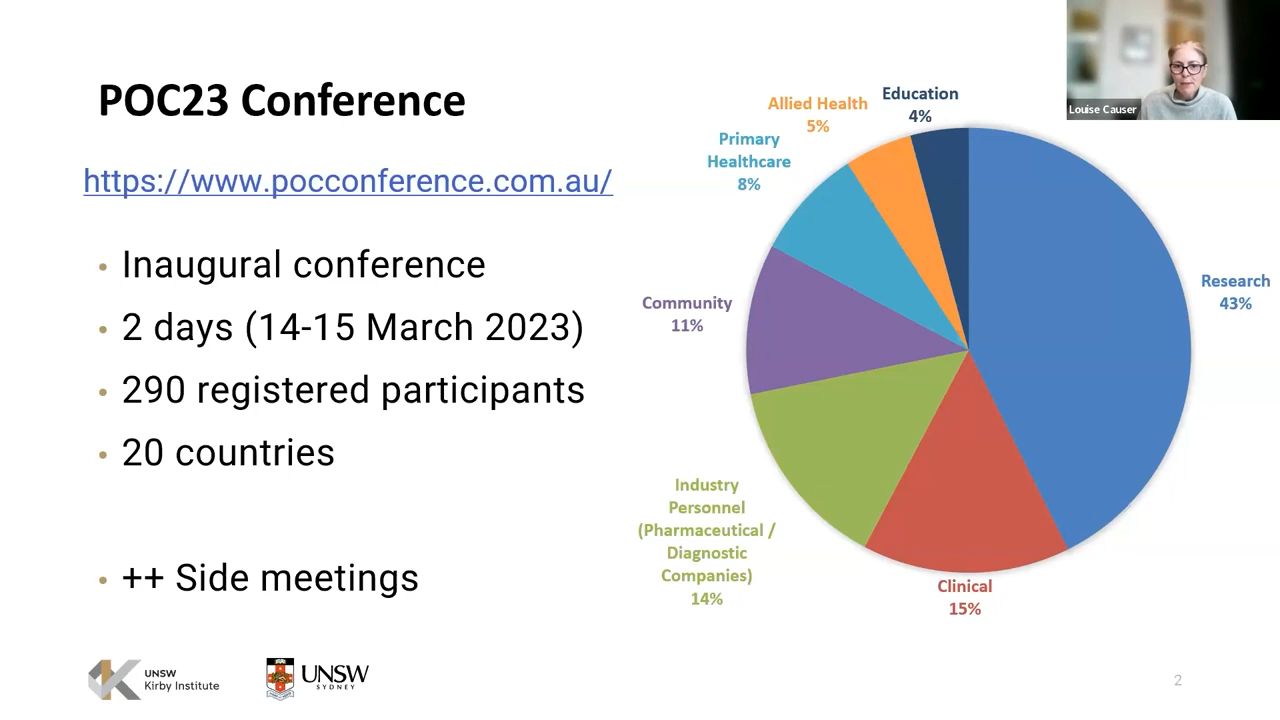 POC23 Conference
https://www.pocconference.com.au/
• Inaugural conference
• 2 days (14-15 March 2023)
• 290 registered participants
• 20 countries
• ++ Side meetings
Education
4%
Allied Health
5%
Primary
Healthcare
8%
Community
11%
Industry
Personnel
(Pharmaceutical /
Diagnostic
Companies)
14%
Clinical
15%
Research
43%
Louise Causer
UNSW
Kirby Institute
UNSW
SYDNEY
2